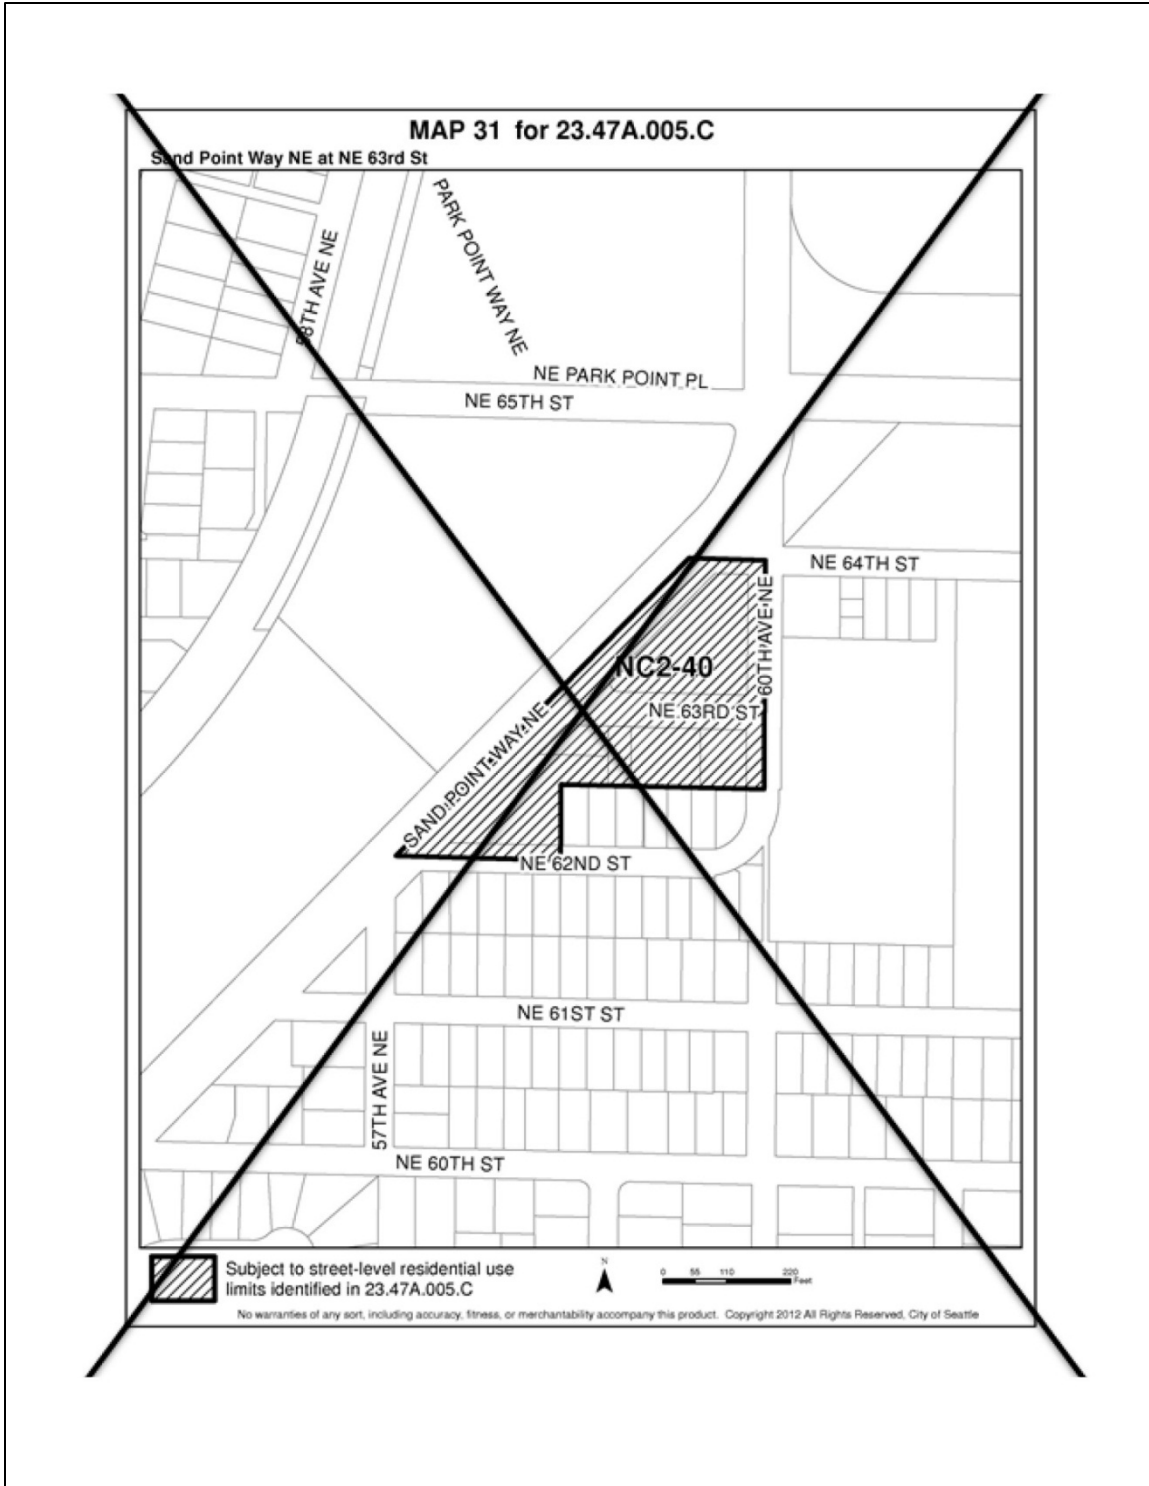 MAP 31 for 23.47A.005.C
Sand Point Way NE at NE 63rd St
PARK POINT WAY NE
58TH AVE NE
NE PARK POINT PL
NE 65TH ST
NE 64TH ST
60TH AVE NE
NC2-40
NE 63RD ST
SAND POINT WAY NE
NE 62ND ST
NE 61ST ST
57TH AVE NE
NE 60TH ST
Subject to street-level residential use
limits identified in 23.47A.005.C
N
0 55 110 220
Feet
No warranties of any sort, including accuracy, fitness, or merchantability accompany this product. Copyright 2012 All Rights Reserved, City of Seattle